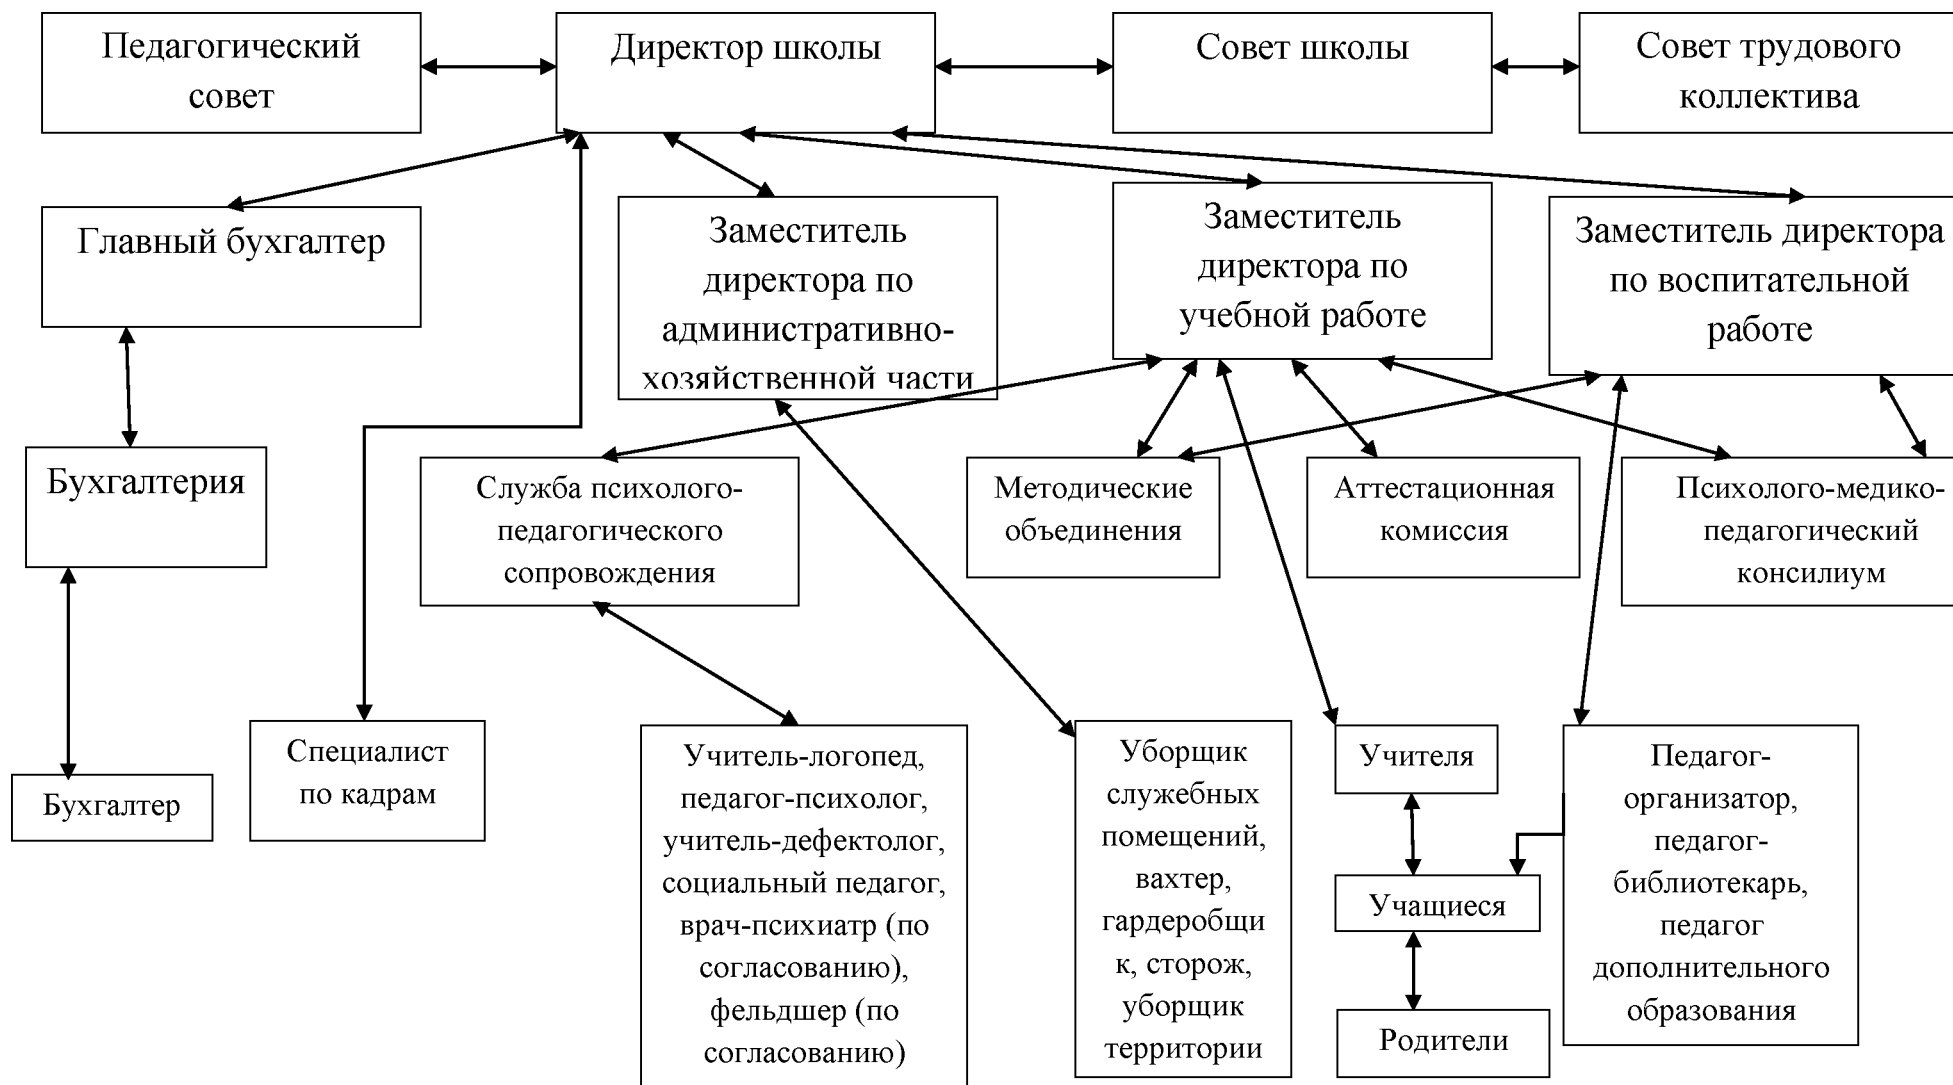 Педагогический
совет
Директор школы
Совет школы
Совет трудового
коллектива
Главный бухгалтер
Заместитель
директора по
административно-
хозяйственной части
Заместитель
директора по
учебной работе
Заместитель директора
по воспитательной
работе
Бухгалтерия
Служба психолого-
педагогического
сопровождения
Методические
объединения
Аттестационная
комиссия
Психолого-медико-
педагогический
консилиум
Бухгалтер
Специалист
по кадрам
Учитель-логопед,
педагог-психолог,
учитель-дефектолог,
социальный педагог,
врач-психиатр (по
согласованию),
фельдшер (по
согласованию)
Уборщик
служебных
помещений,
вахтер,
гардеробщи
к, сторож,
уборщик
территории
Учителя
Учащиеся
Родители
Педагог-
организатор,
педагог-
библиотекарь,
педагог
дополнительного
образования